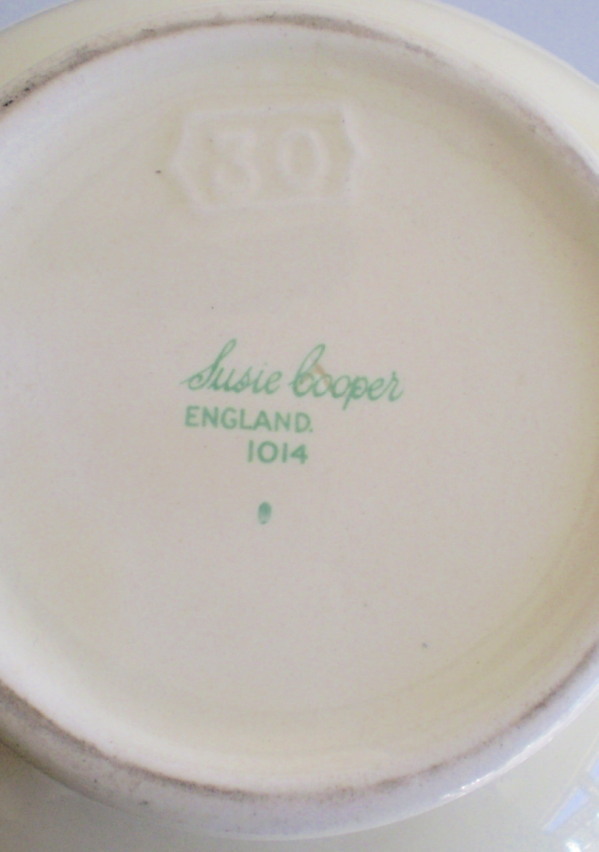 30
Susie Cooper
ENGLAND.
1014